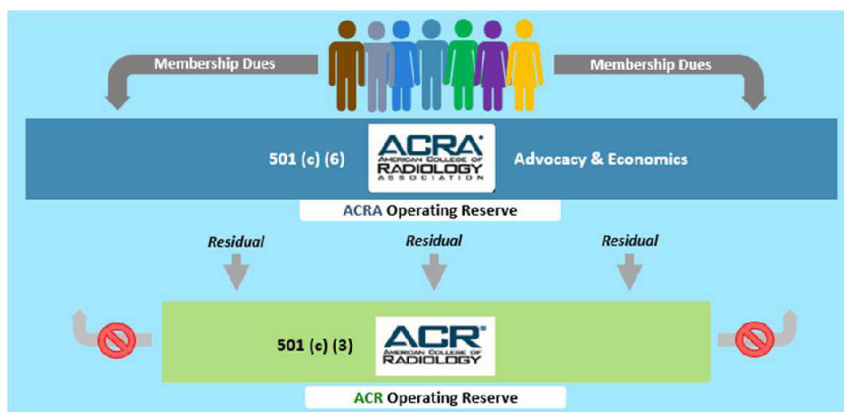 Membership Dues
Membership Dues
501 (c) (6)
ACRA®
AMERICAN COLLEGE OF
RADIOLOGY
ASSOCIATION
Advocacy & Economics
ACRA Operating Reserve
Residual
Residual
Residual
501 (c) (3)
ACR®
AMERICAN COLLEGE OF
RADIOLOGY
ACR Operating Reserve